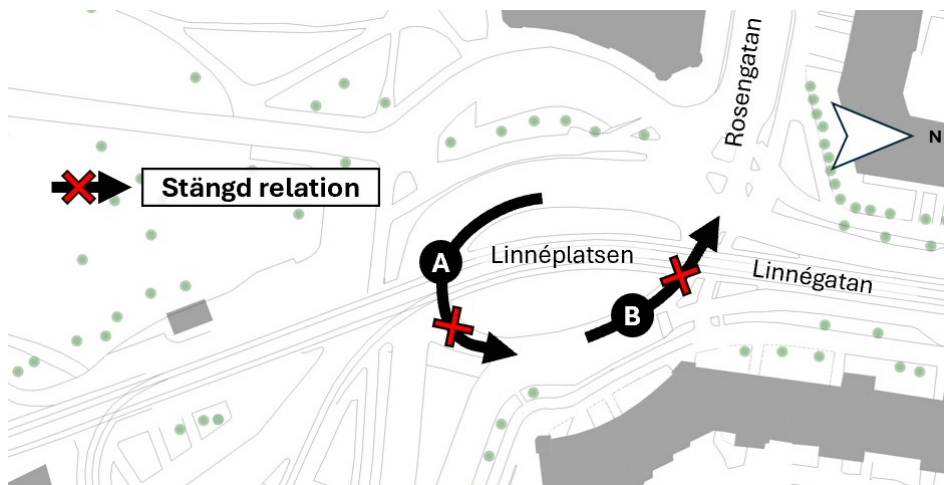 Rosengatan
N
Stängd relation
A
Linnéplatsen
Linnégatan
B